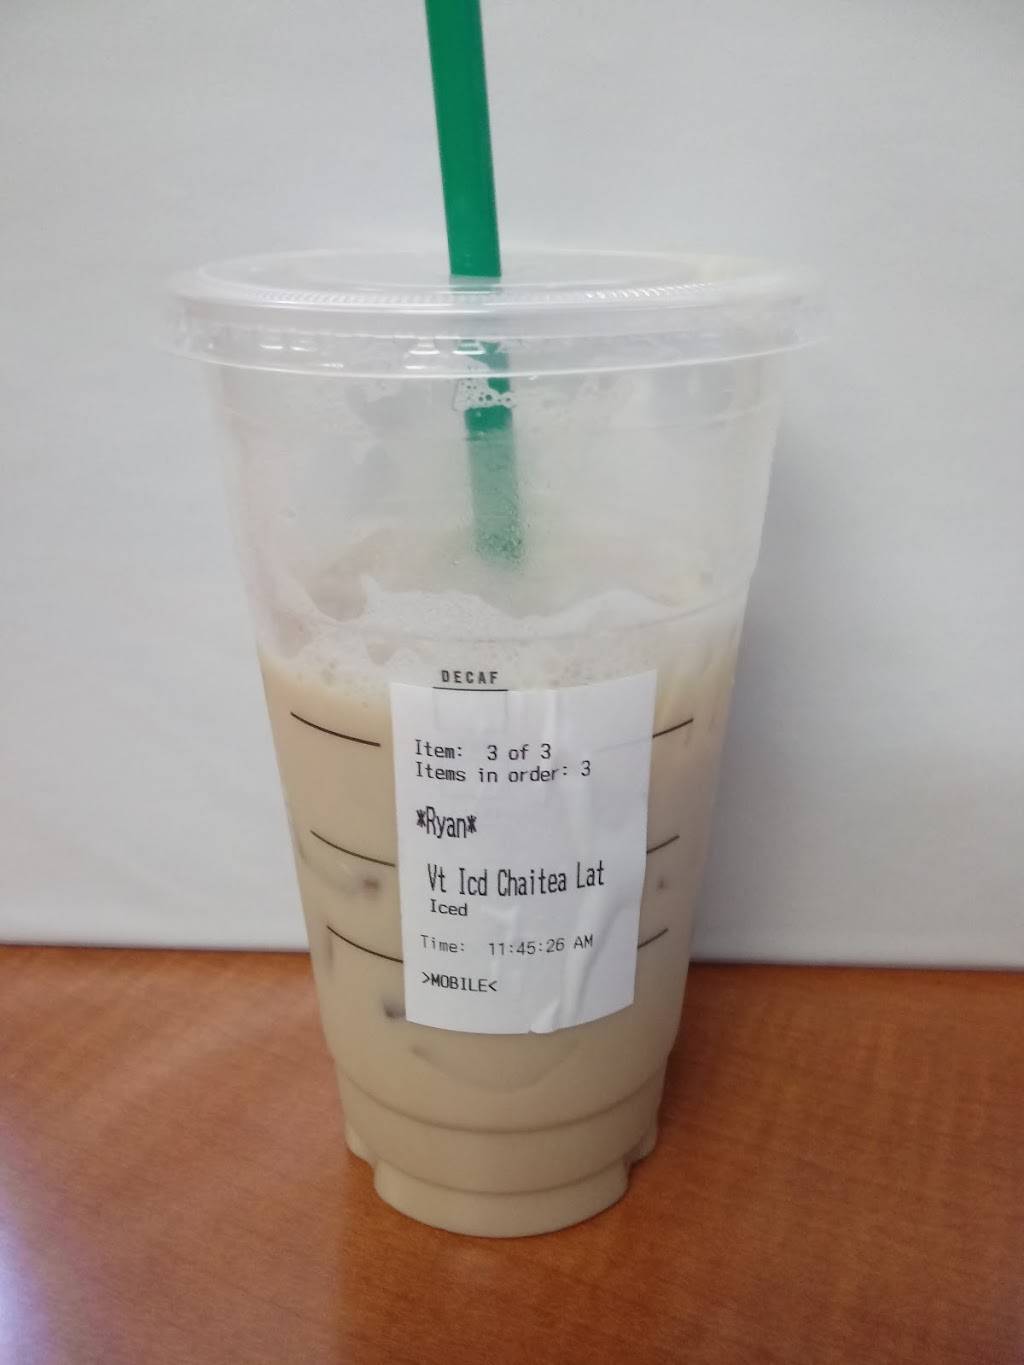 DECAF
Item: 3 of 3
Items in order: 3
*Ryan*
Vt Icd Chaitea Lat
Iced
Time: 11:45:26 AM
>MOBILE<